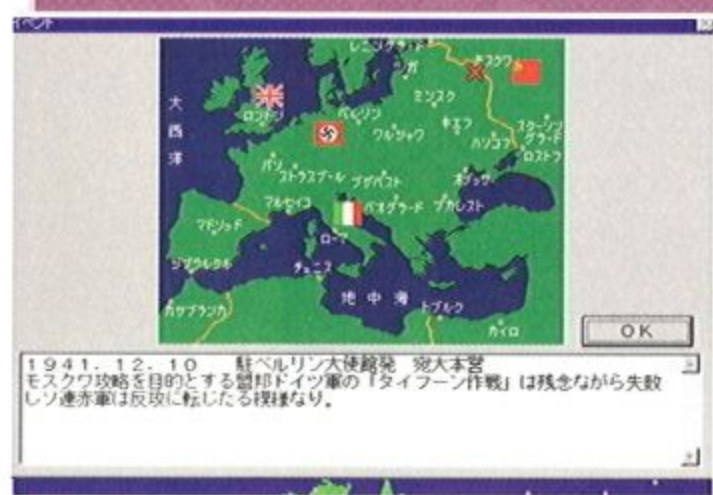 イベント
レニングラード
リガ
モスクワ
ミンスク
大西洋
ロンドン
ベルリン
ワルシャワ
キエフ
ハリコフ
スターリン
グラード
ロストフ
パリ
ストラスブール
ブダペスト
オデッサ
マルセイユ
ベオグラード
ブカレスト
マドリッド
ローマ
ジブラルタル
チュニス
地中海
トブルク
カサブランカ
カイロ
OK
1941.12.10 駐ベルリン大使館発 宛大本営
モスクワ攻略を目的とする盟邦ドイツ軍の「タイフーン作戦」は残念ながら失敗
しソ連赤軍は反攻に転じたる模様なり。